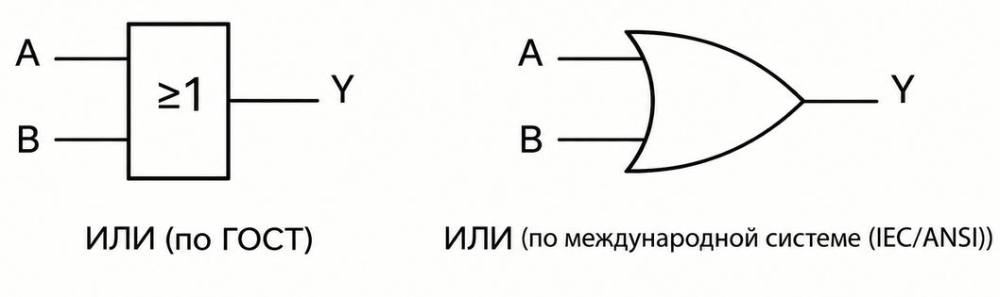 A
B
≥1
Y
ИЛИ (по ГОСТ)
A
B
Y
ИЛИ (по международной системе (IEC/ANSI))